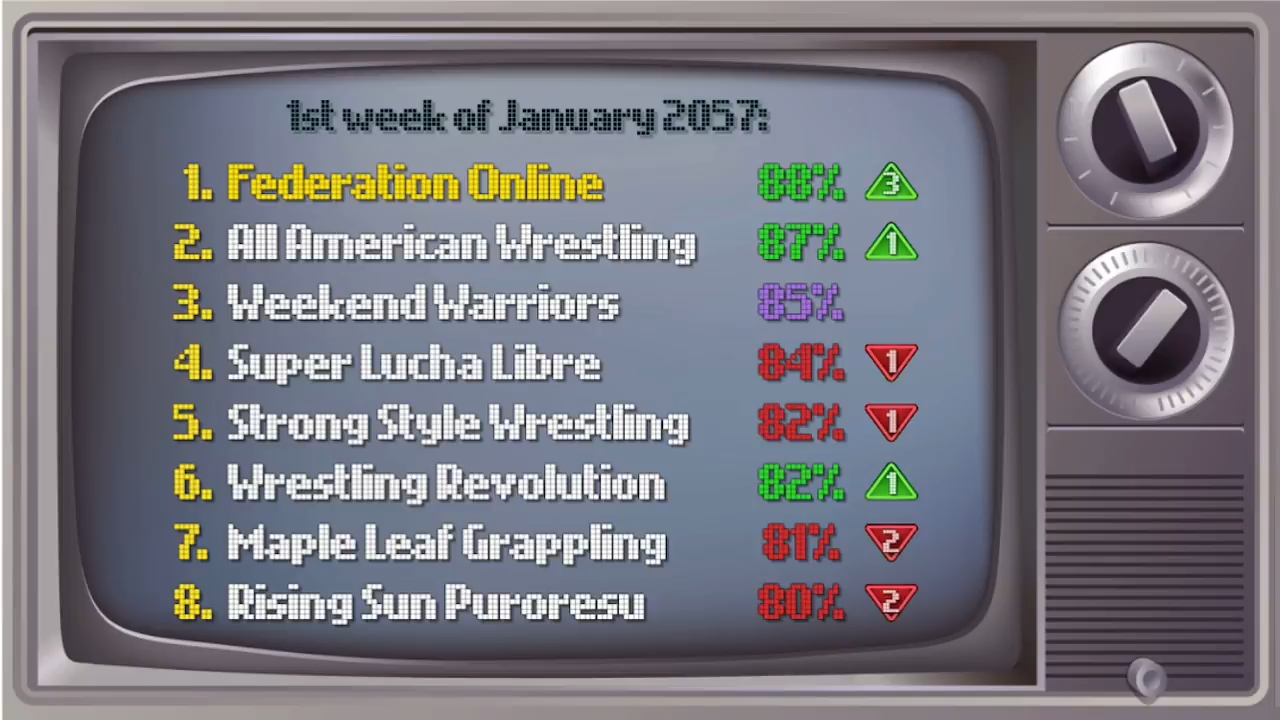 1st week of January 2057:
1. Federation Online 88% 3
2. All American Wrestling 87% 1
3. Weekend Warriors 85%
4. Super Lucha Libre 84% 1
5. Strong Style Wrestling 82% 1
6. Wrestling Revolution 82% 1
7. Maple Leaf Grappling 81% 2
8. Rising Sun Puroresu 80% 2